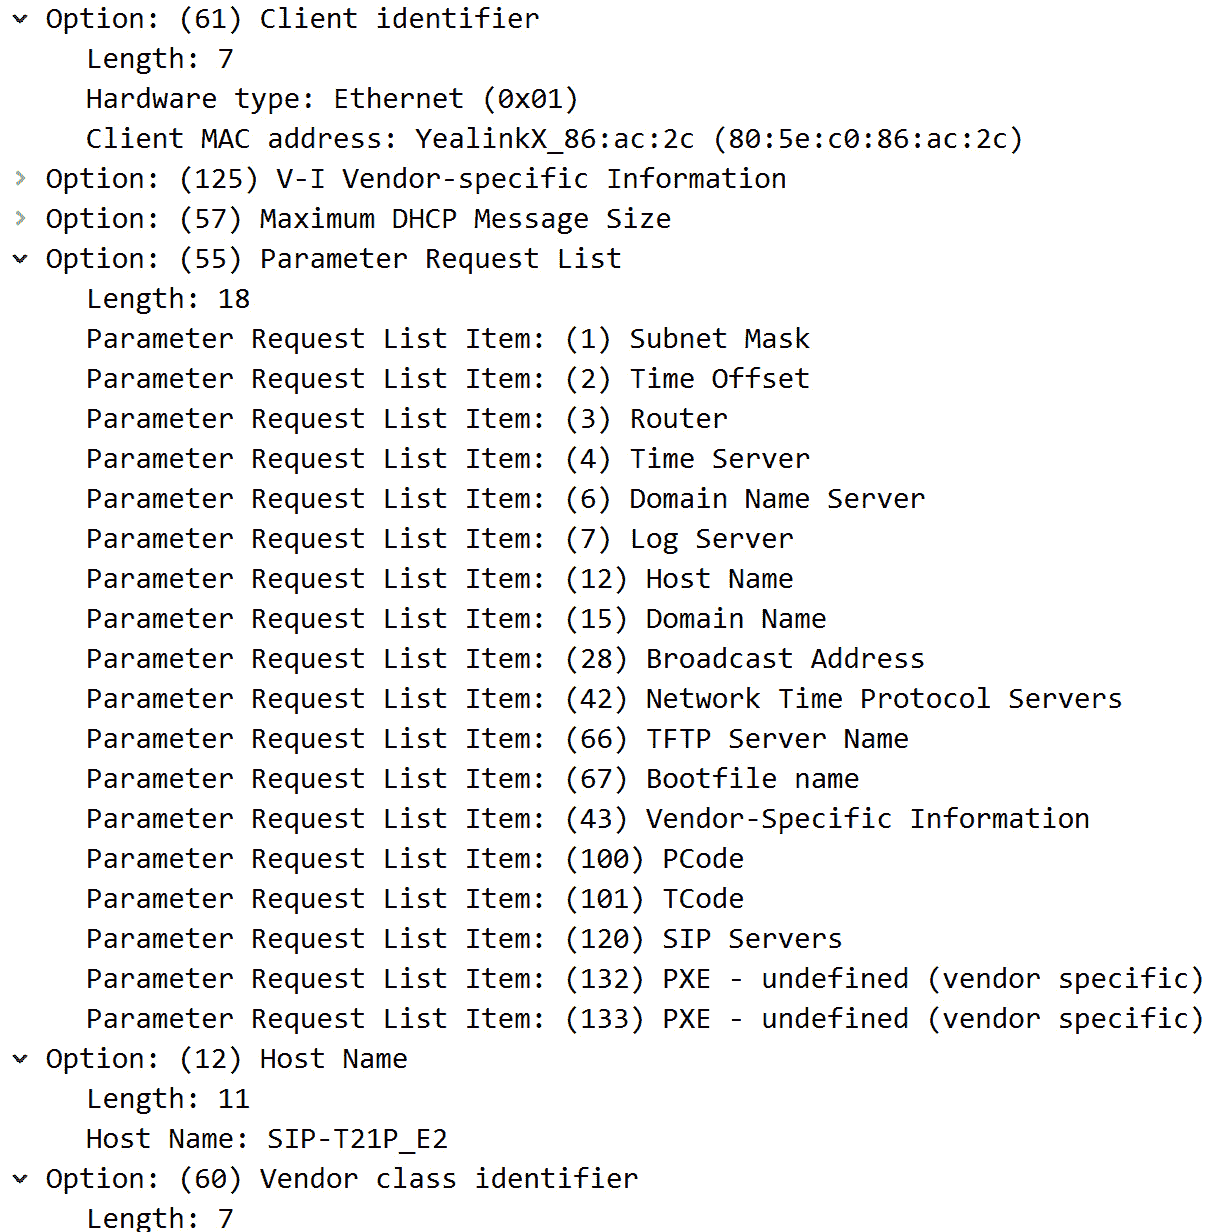 Option: (61) Client identifier
Length: 7
Hardware type: Ethernet (0x01)
Client MAC address: YealinkX_86:ac:2c (80:5e:c0:86:ac:2c)
Option: (125) V-I Vendor-specific Information
Option: (57) Maximum DHCP Message Size
Option: (55) Parameter Request List
Length: 18
Parameter Request List Item: (1) Subnet Mask
Parameter Request List Item: (2) Time Offset
Parameter Request List Item: (3) Router
Parameter Request List Item: (4) Time Server
Parameter Request List Item: (6) Domain Name Server
Parameter Request List Item: (7) Log Server
Parameter Request List Item: (12) Host Name
Parameter Request List Item: (15) Domain Name
Parameter Request List Item: (28) Broadcast Address
Parameter Request List Item: (42) Network Time Protocol Servers
Parameter Request List Item: (66) TFTP Server Name
Parameter Request List Item: (67) Bootfile name
Parameter Request List Item: (43) Vendor-Specific Information
Parameter Request List Item: (100) PCode
Parameter Request List Item: (101) TCode
Parameter Request List Item: (120) SIP Servers
Parameter Request List Item: (132) PXE - undefined (vendor specific)
Parameter Request List Item: (133) PXE - undefined (vendor specific)
Option: (12) Host Name
Length: 11
Host Name: SIP-T21P_E2
Option: (60) Vendor class identifier
Length: 7